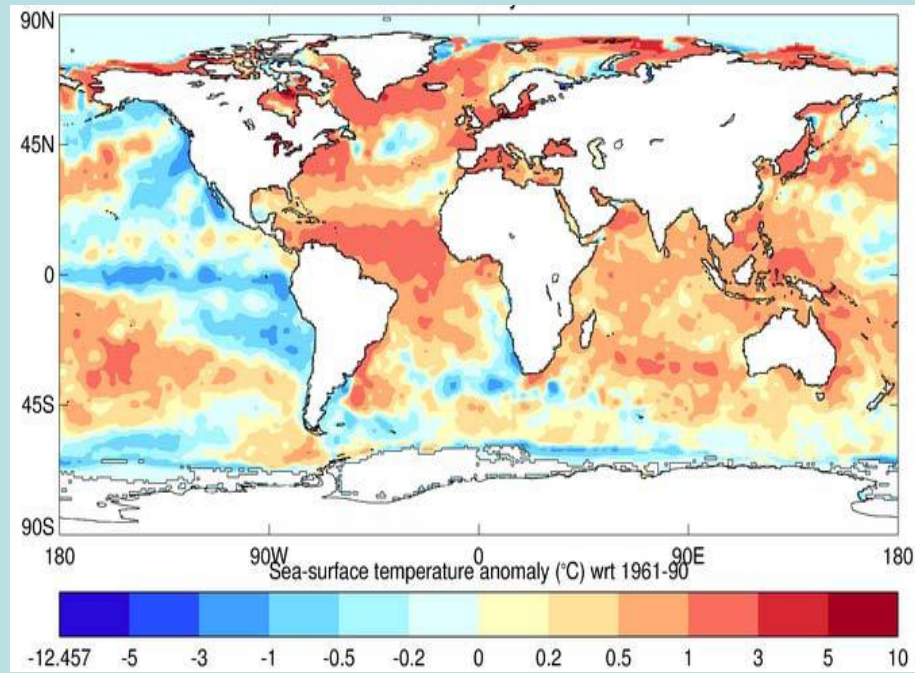 90N
45N
0
45S
90S
180 90W 0 90E 180
Sea-surface temperature anomaly (°C) wrt 1961-90
-12.457 -5 -3 -1 -0.5 -0.2 0 0.2 0.5 1 3 5 10